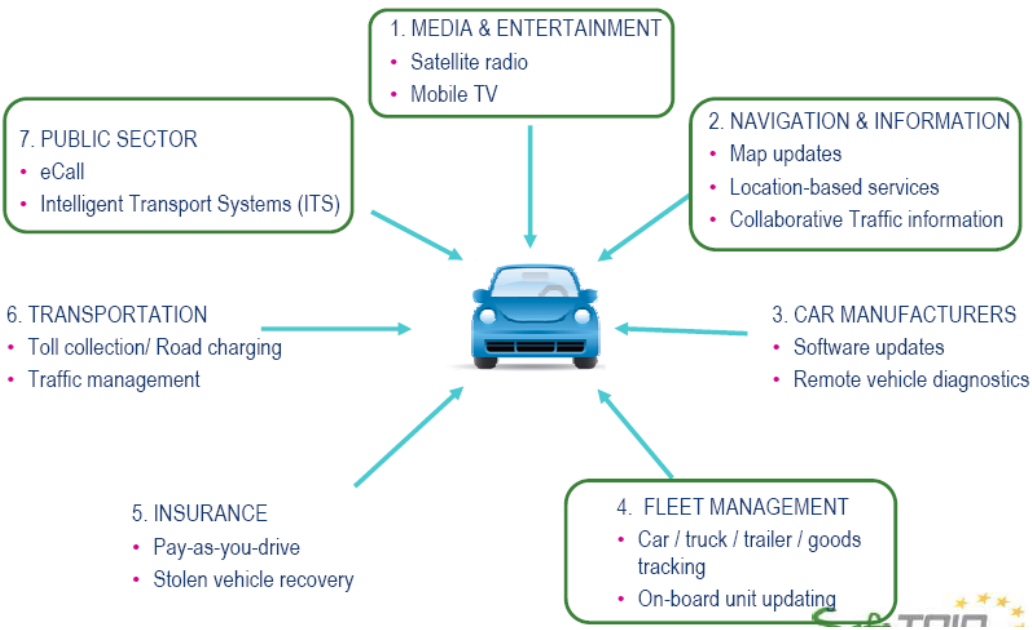 1. MEDIA & ENTERTAINMENT
• Satellite radio
• Mobile TV
7. PUBLIC SECTOR
• eCall
• Intelligent Transport Systems (ITS)
2. NAVIGATION & INFORMATION
• Map updates
• Location-based services
• Collaborative Traffic information
6. TRANSPORTATION
• Toll collection/ Road charging
• Traffic management
3. CAR MANUFACTURERS
• Software updates
• Remote vehicle diagnostics
5. INSURANCE
• Pay-as-you-drive
• Stolen vehicle recovery
4. FLEET MANAGEMENT
• Car / truck / trailer / goods
tracking
• On-board unit updating